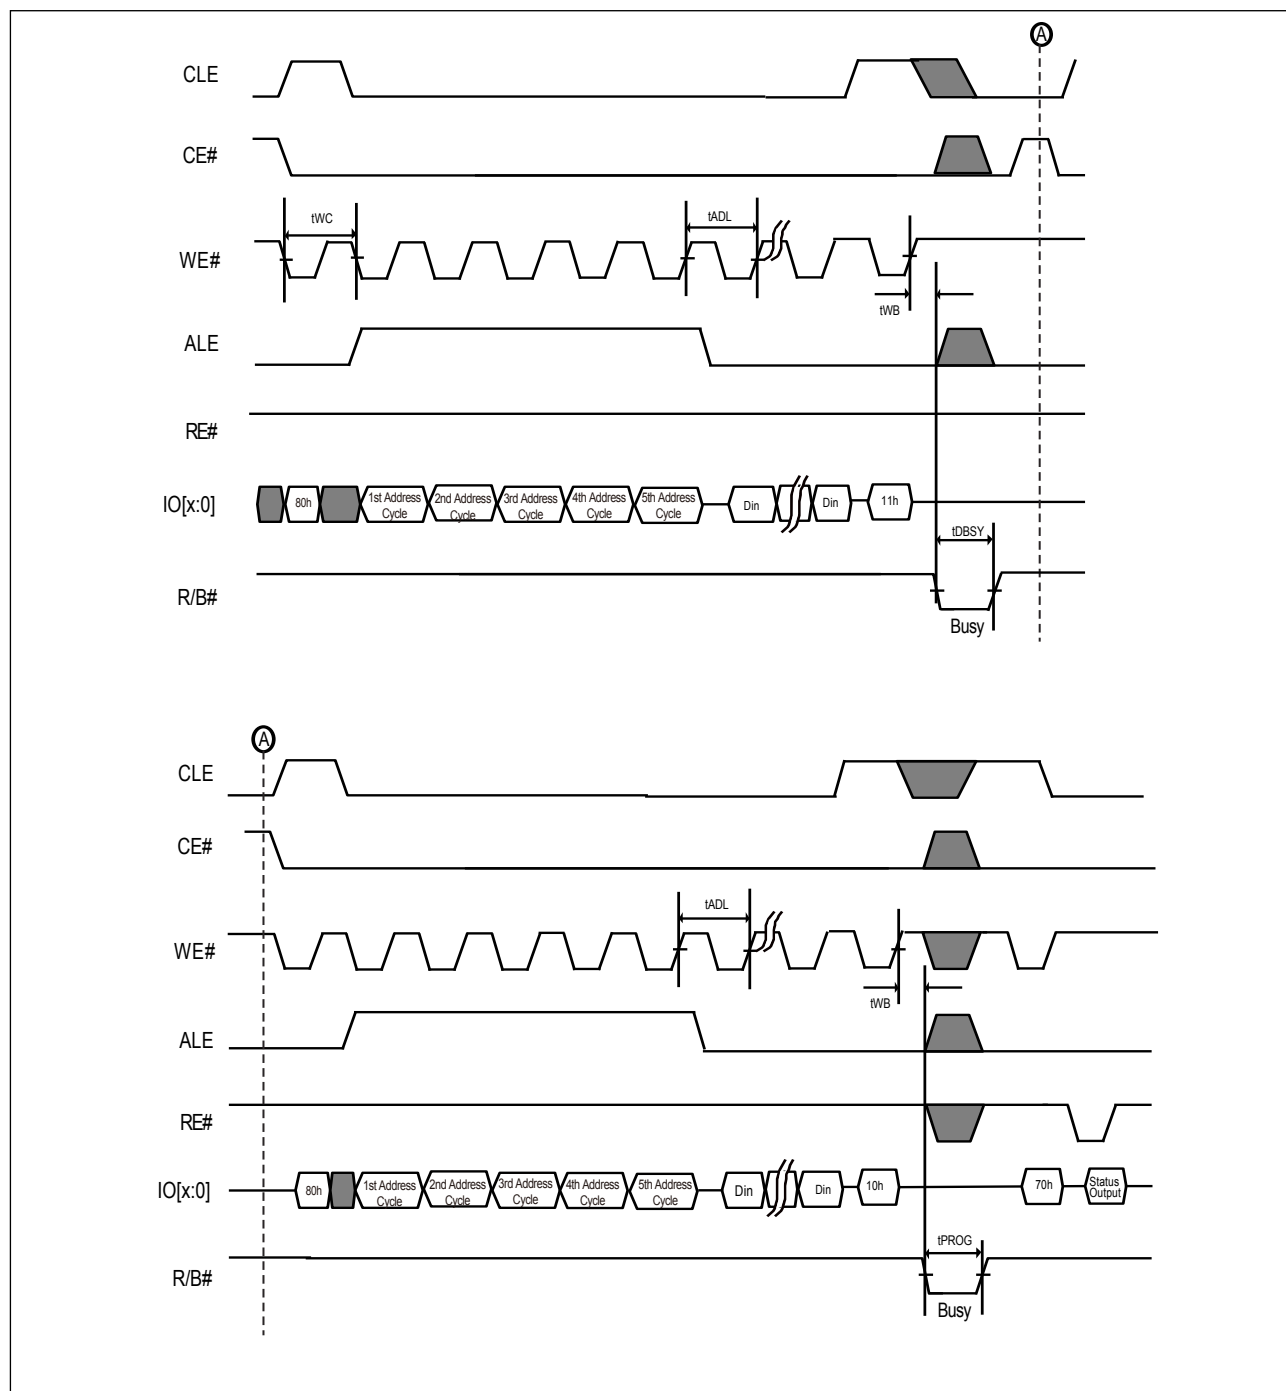 A
CLE
CE#
tWC
tADL
WE#
tWB
ALE
RE#
IO[x:0]
80h
1st Address
Cycle
2nd Address
Cycle
3rd Address
Cycle
4th Address
Cycle
5th Address
Cycle
Din
Din
11h
tDBSY
R/B#
Busy
A
CLE
CE#
tADL
WE#
tWB
ALE
RE#
IO[x:0]
80h
1st Address
Cycle
2nd Address
Cycle
3rd Address
Cycle
4th Address
Cycle
5th Address
Cycle
Din
Din
10h
70h
Status
Output
tPROG
R/B#
Busy